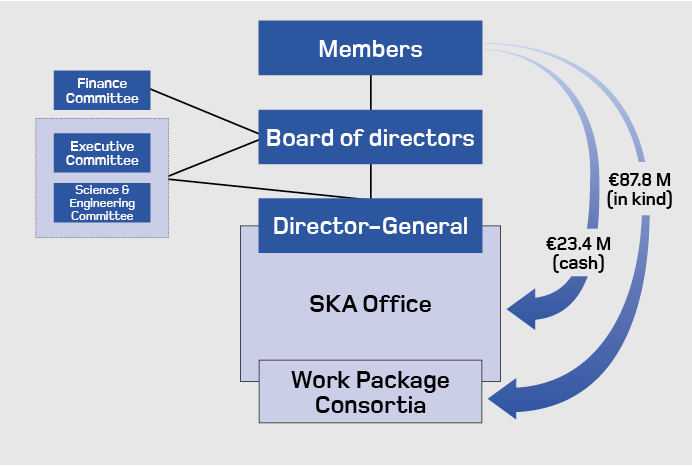 Members
Finance
Committee
Board of directors
Executive
Committee
Science &
Engineering
Committee
Director-General
€87.8 M
(in kind)
€23.4 M
(cash)
SKA Office
Work Package
Consortia